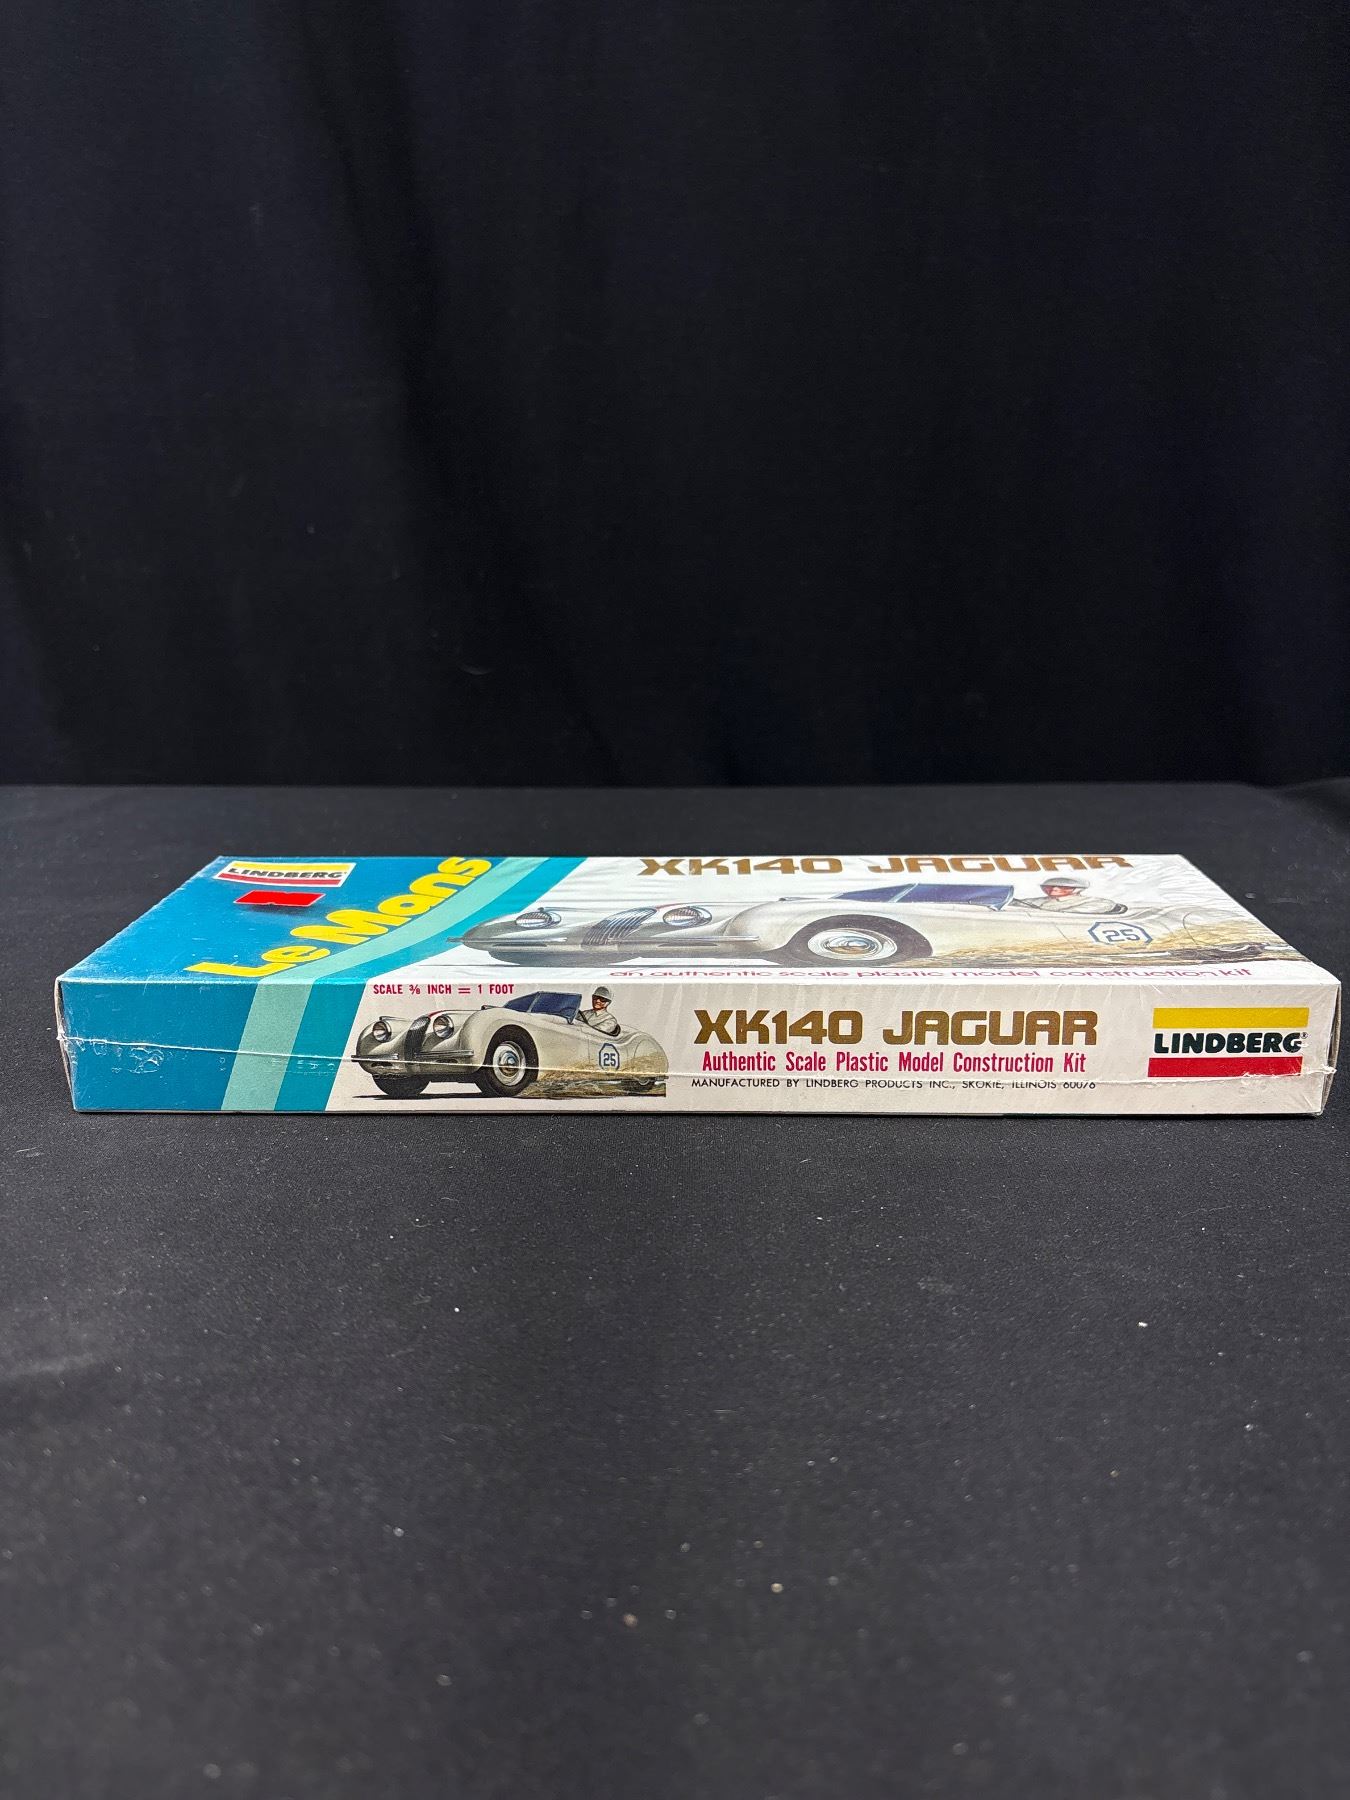 LINDBERG
Le Mans
XK140 JAGUAR
25
an authentic scale plastic model construction kit
SCALE 3/8 INCH = 1 FOOT
25
XK140 JAGUAR
Authentic Scale Plastic Model Construction Kit
MANUFACTURED BY LINDBERG PRODUCTS INC., SKOKIE, ILLINOIS 60076
LINDBERG®